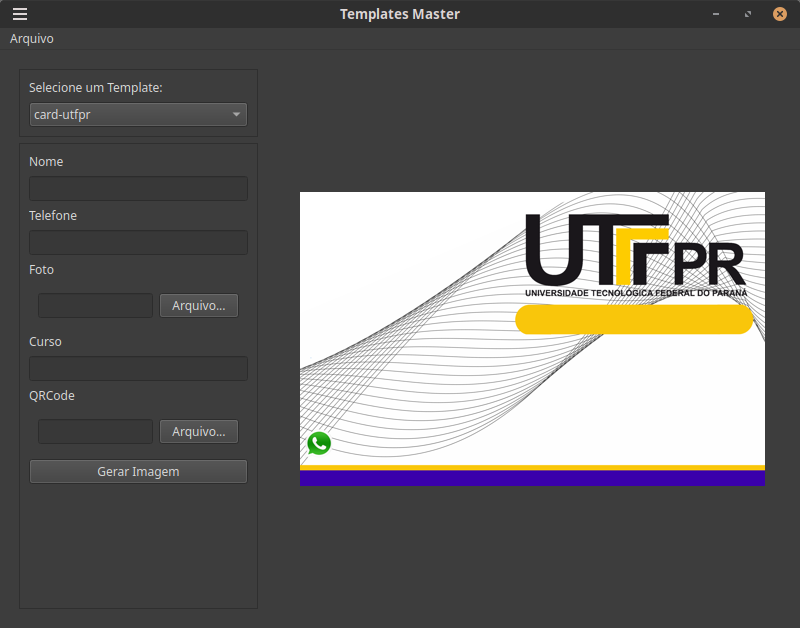 Templates Master
Arquivo
Selecione um Template:
card-utfpr
Nome
Telefone
Foto
Arquivo...
Curso
QRCode
Arquivo...
Gerar Imagem
UTFPR
UNIVERSIDADE TECNOLÓGICA FEDERAL DO PARANÁ